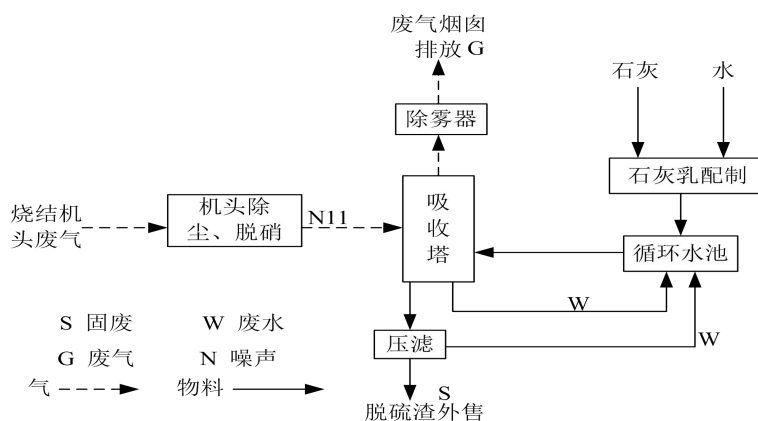 废气烟囱
排放 G
石灰
水
除雾器
石灰乳配制
烧结机
头废气
机头除
尘、脱硝
N11
吸
收
塔
循环水池
W
S 固废
W 废水
压滤
W
G 废气
N 噪声
气
物料
S
脱硫渣外售